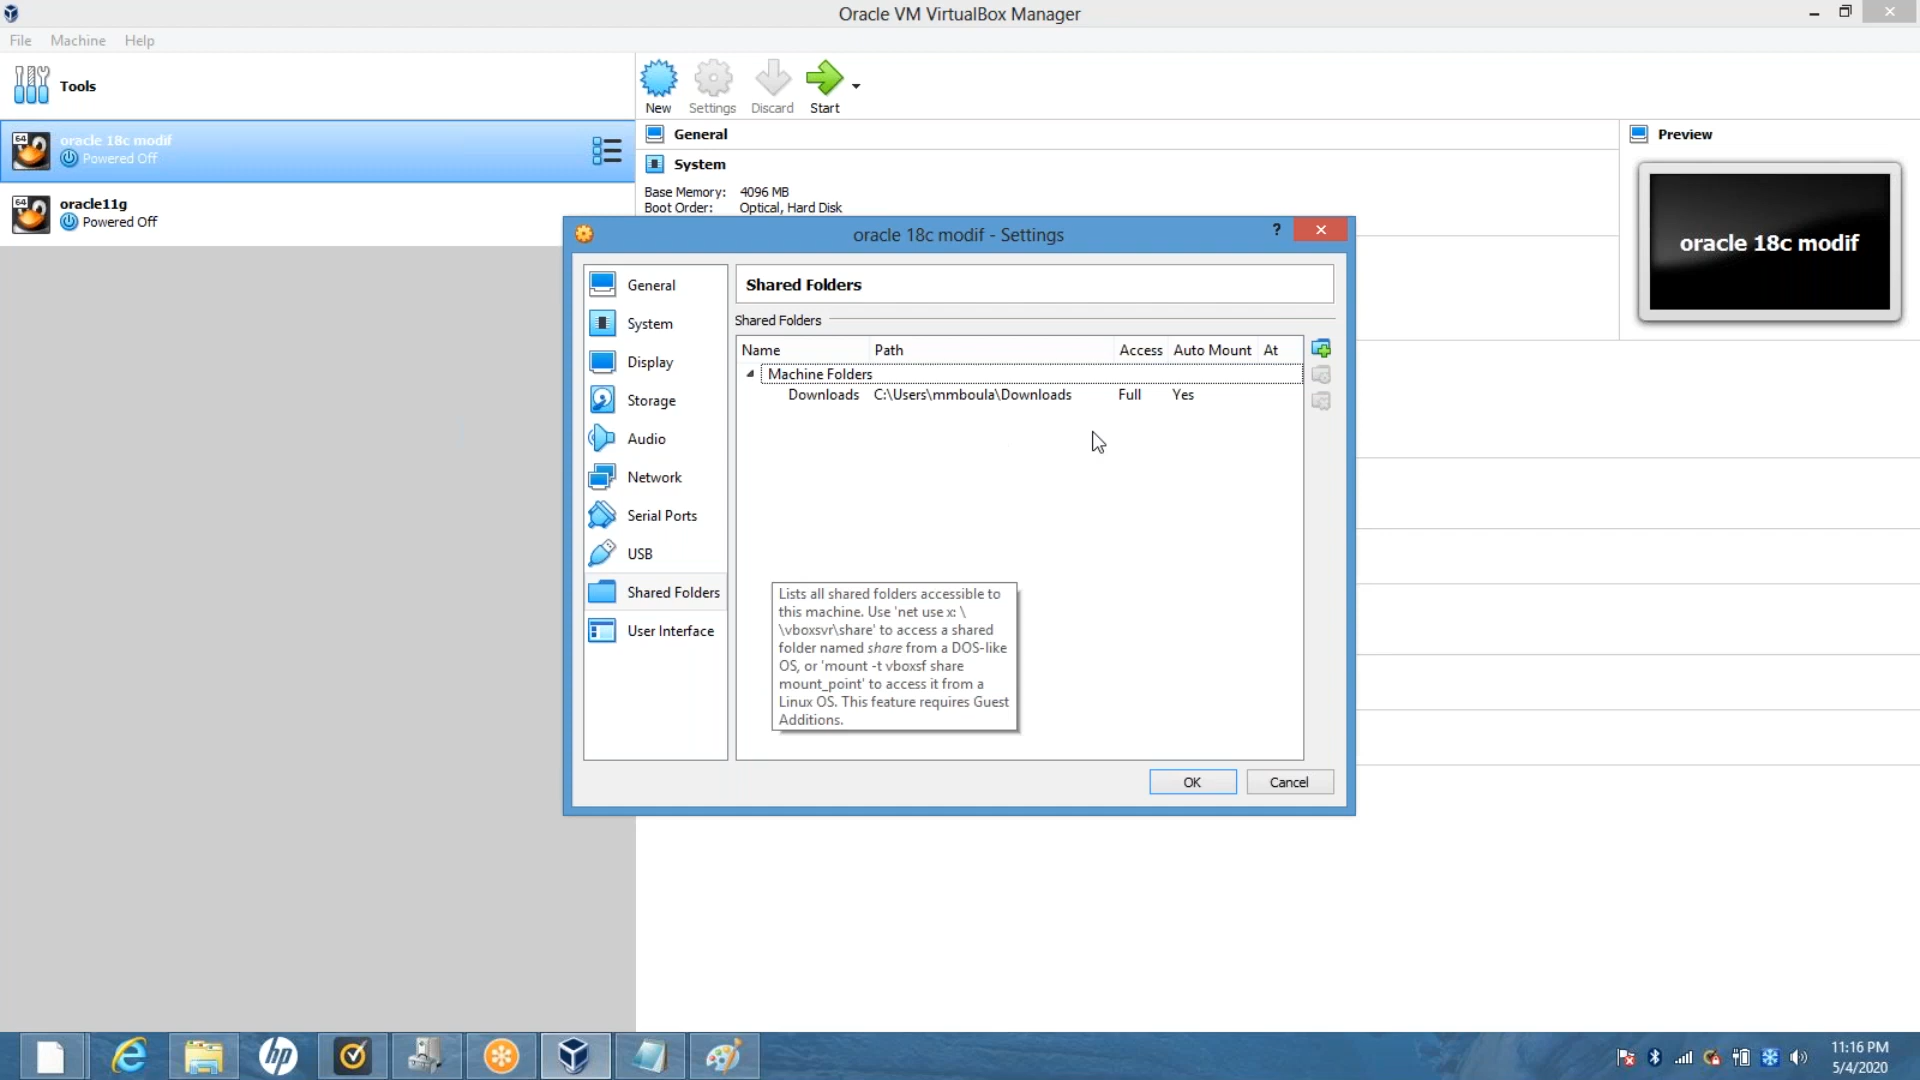 Oracle VM VirtualBox Manager
File Machine Help
Tools
New Settings Discard Start
64 oracle 18c modif
Powered Off
64 oracle11g
Powered Off
General
System
Base Memory: 4096 MB
Boot Order: Optical, Hard Disk
Preview
oracle 18c modif
oracle 18c modif - Settings
?
General
System
Display
Storage
Audio
Network
Serial Ports
USB
Shared Folders
User Interface
Shared Folders
Shared Folders
Name Path Access Auto Mount At
Machine Folders
Downloads C:\Users\mmboula\Downloads Full Yes
Lists all shared folders accessible to
this machine. Use 'net use x: \
\vboxsvr\share' to access a shared
folder named share from a DOS-like
OS, or 'mount -t vboxsf share
mount_point' to access it from a
Linux OS. This feature requires Guest
Additions.
OK Cancel
hp
11:16 PM
5/4/2020